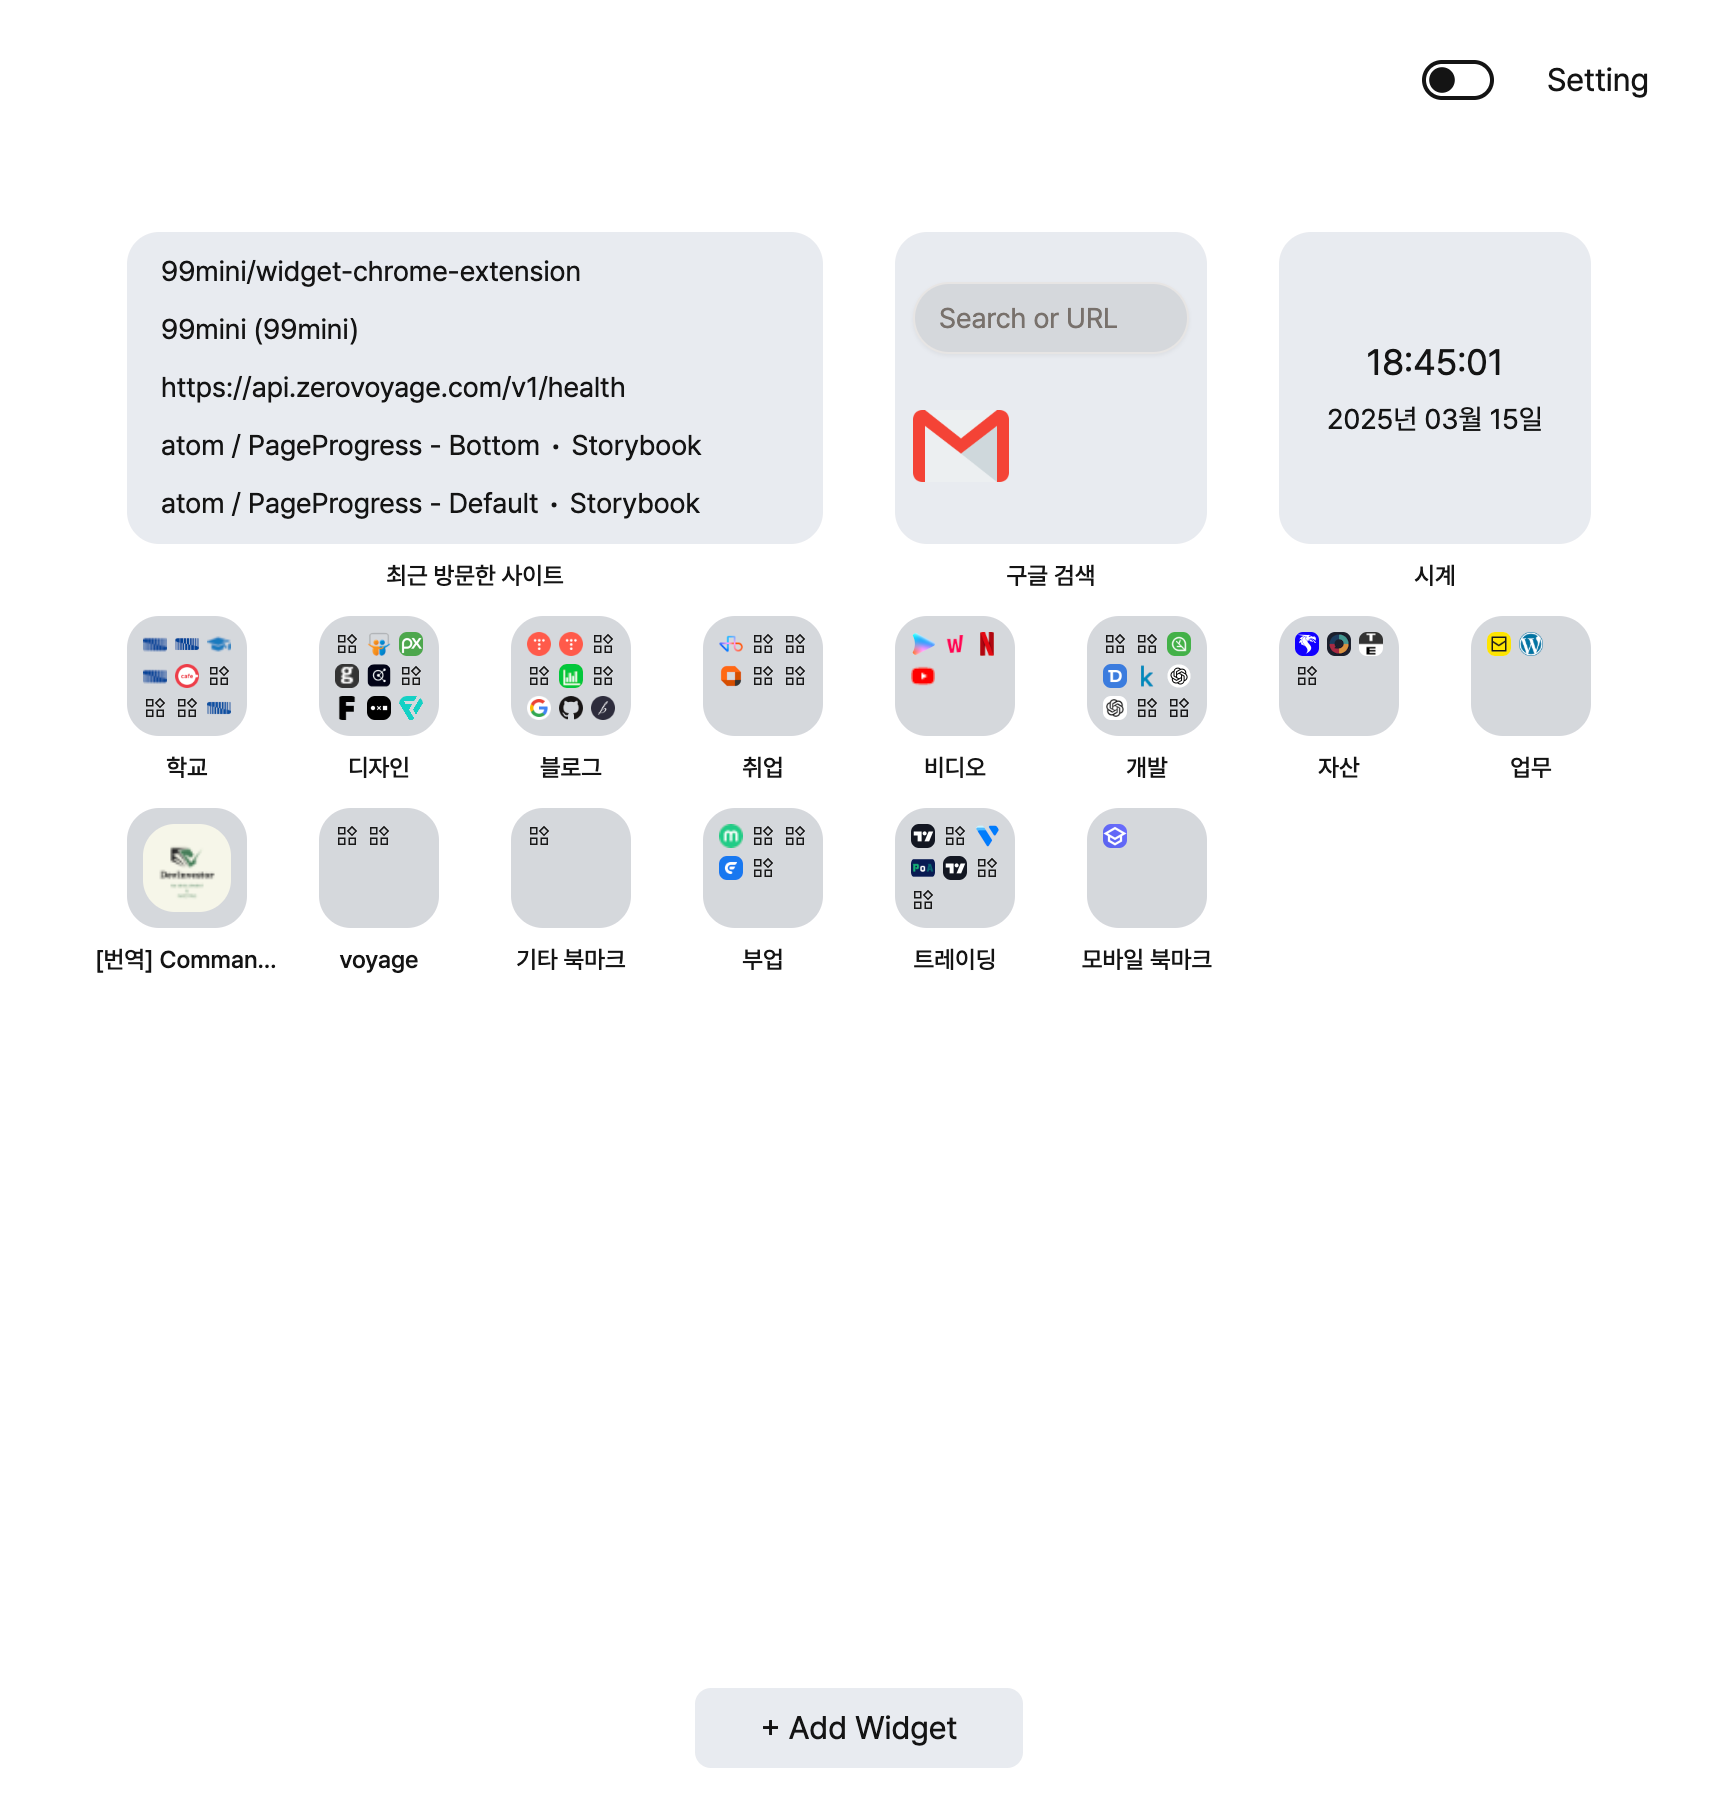 Setting
99mini/widget-chrome-extension
99mini (99mini)
https://api.zerovoyage.com/v1/health
atom / PageProgress - Bottom • Storybook
atom / PageProgress - Default • Storybook
Search or URL
18:45:01
2025년 03월 15일
최근 방문한 사이트
구글 검색
시계
학교
디자인
블로그
취업
비디오
개발
자산
업무
DevInvestor
[번역] Comman...
voyage
기타 북마크
부업
트레이딩
모바일 북마크
+ Add Widget